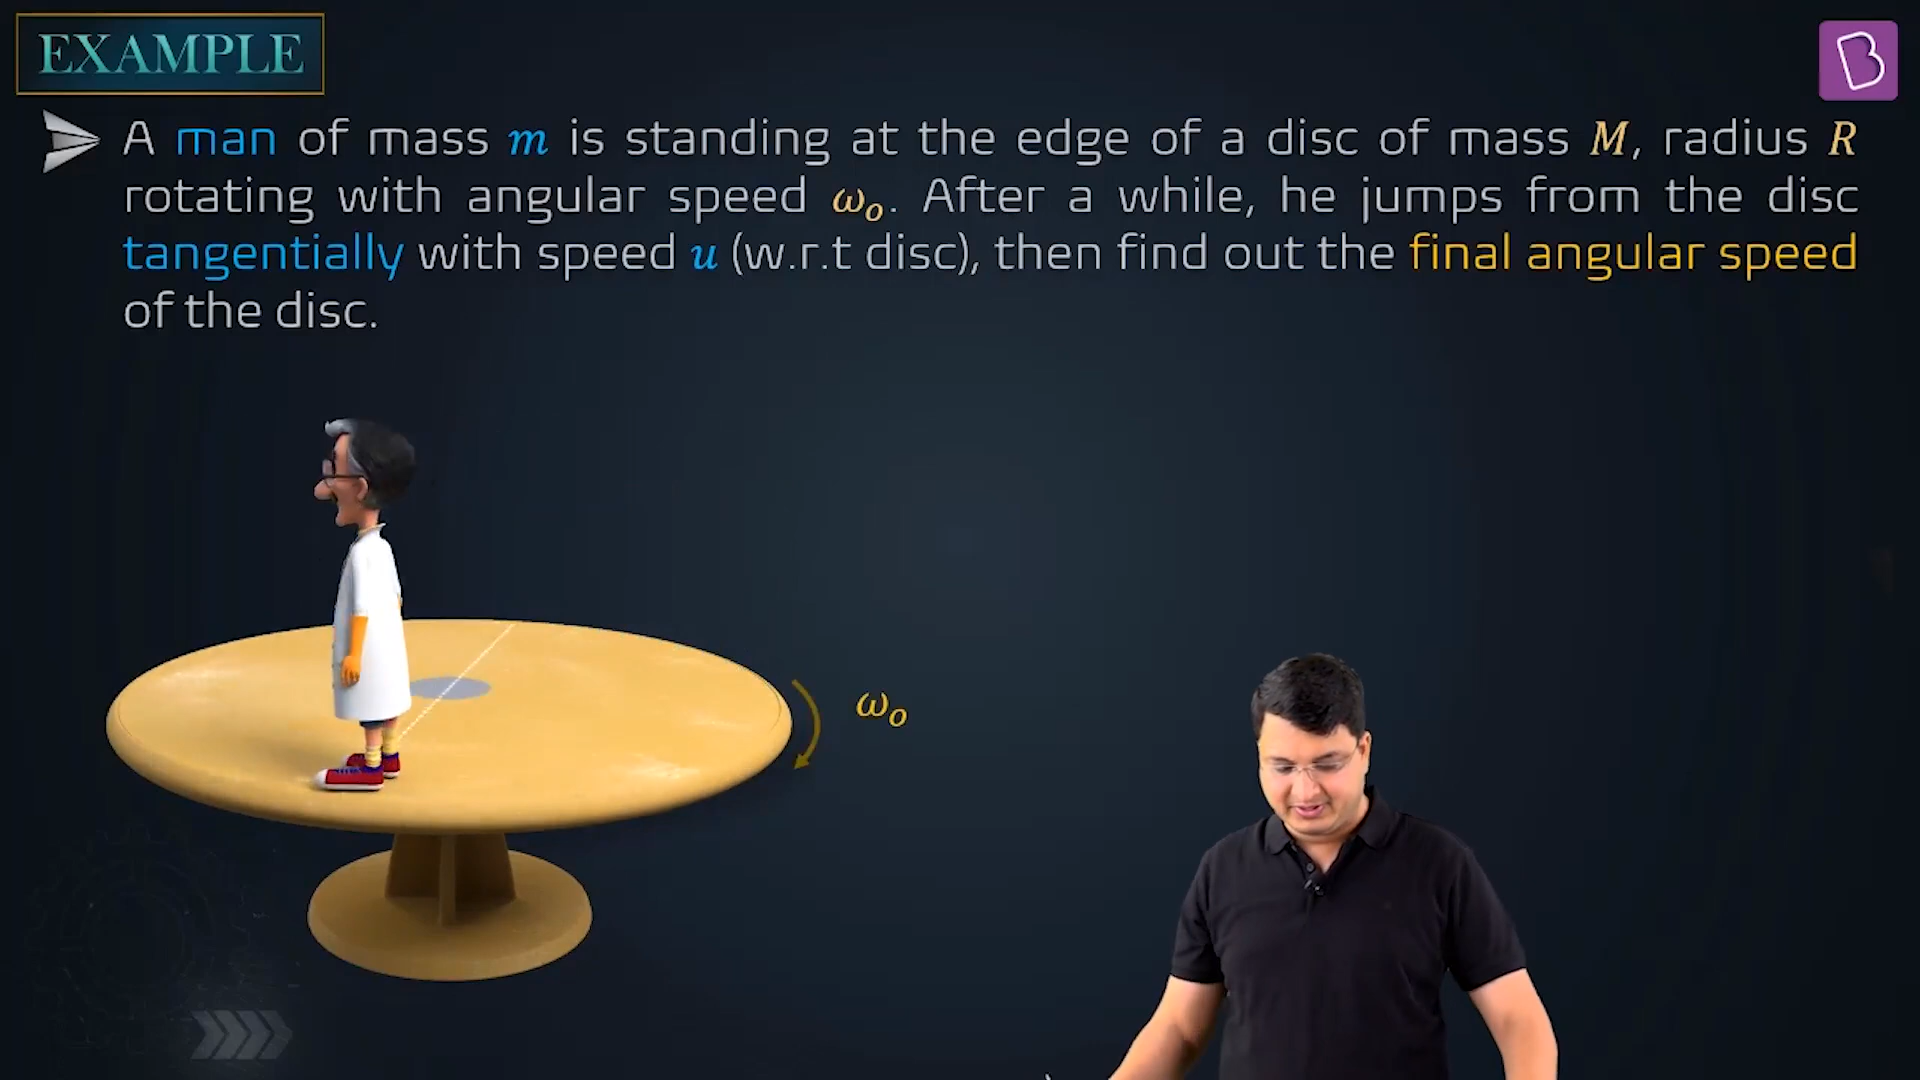 EXAMPLE
A man of mass m is standing at the edge of a disc of mass M, radius R
rotating with angular speed ω₀. After a while, he jumps from the disc
tangentially with speed u (w.r.t disc), then find out the final angular speed
of the disc.
ω₀